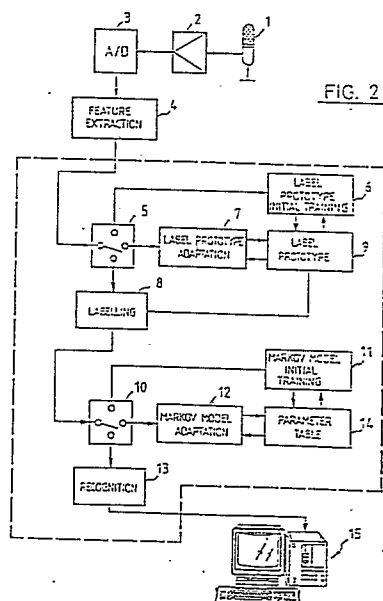 1
2
3
A/D
FIG. 2
FEATURE
EXTRACTION
4
LABEL
PROTOTYPE
INITIAL TRAINING
6
5
7
LABEL PROTOTYPE
ADAPTATION
LABEL
PROTOTYPE
9
8
LABELLING
MARKOV MODEL
INITIAL
TRAINING
11
10
12
MARKOV MODEL
ADAPTATION
PARAMETER
TABLE
14
13
RECOGNITION
15